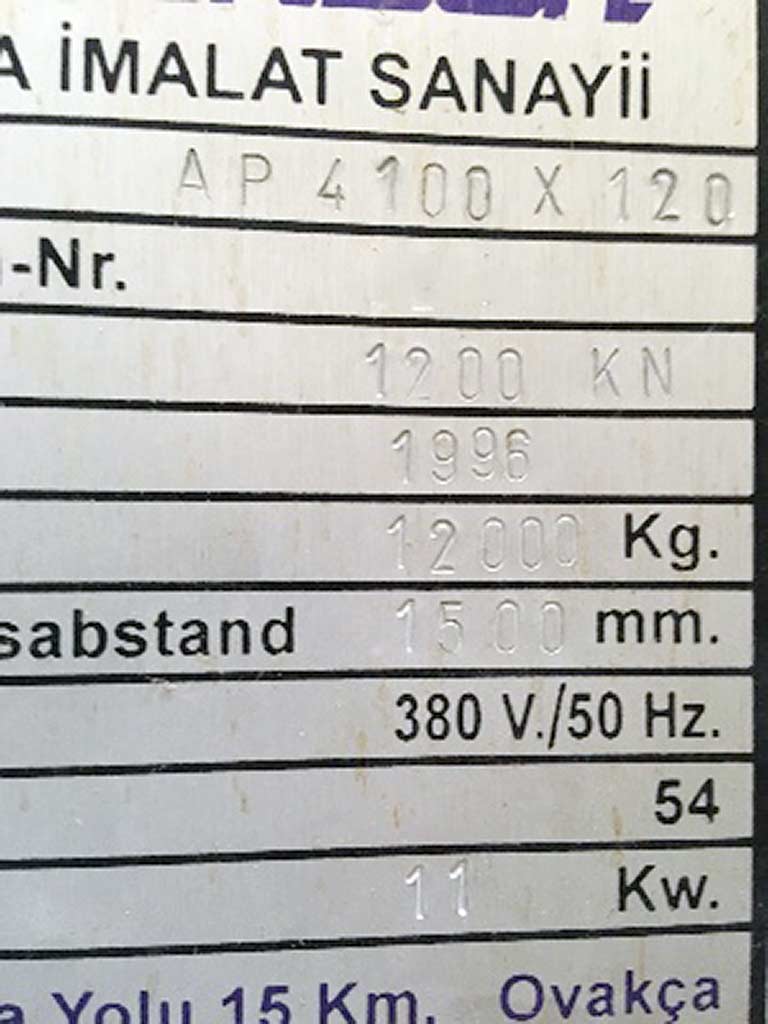 A İMALAT SANAYİİ
AP 4100 X 120
-Nr.
1200 KN
1996
12000 Kg.
sabstand 1500 mm.
380 V./50 Hz.
54
11 Kw.
a Yolu 15 Km. Ovakça